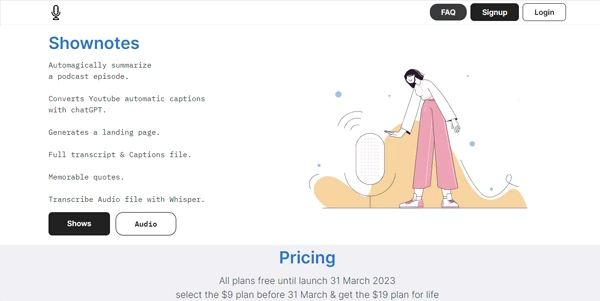 FAQ
Signup
Login
Shownotes
Automagically summarize
a podcast episode.
Converts Youtube automatic captions
with chatGPT.
Generates a landing page.
Full transcript & Captions file.
Memorable quotes.
Transcribe Audio file with Whisper.
Shows
Audio
Pricing
All plans free until launch 31 March 2023
select the $9 plan before 31 March & get the $19 plan for life